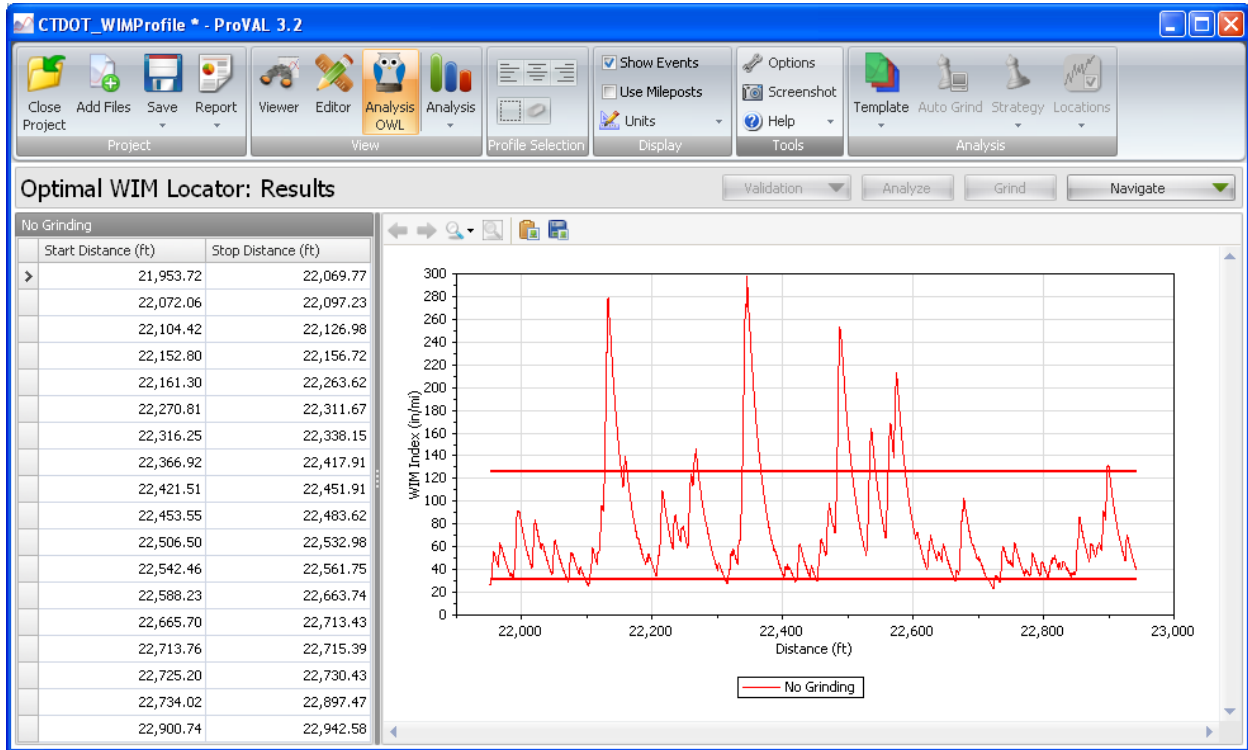 CTDOT_WIMProfile * - ProVAL 3.2
Close Project
Add Files
Save
Report
Project
Viewer
Editor
Analysis OWL
Analysis
View
Profile Selection
Show Events
Use Mileposts
Units
Display
Options
Screenshot
Help
Tools
Template
Auto Grind
Strategy
Locations
Analysis
Optimal WIM Locator: Results
Validation
Analyze
Grind
Navigate
No Grinding
Start Distance (ft) Stop Distance (ft)
21,953.72 22,069.77
22,072.06 22,097.23
22,104.42 22,126.98
22,152.80 22,156.72
22,161.30 22,263.62
22,270.81 22,311.67
22,316.25 22,338.15
22,366.92 22,417.91
22,421.51 22,451.91
22,453.55 22,483.62
22,506.50 22,532.98
22,542.46 22,561.75
22,588.23 22,663.74
22,665.70 22,713.43
22,713.76 22,715.39
22,725.20 22,730.43
22,734.02 22,897.47
22,900.74 22,942.58
WIM Index (in/mi)
300
280
260
240
220
200
180
160
140
120
100
80
60
40
20
0
22,000 22,200 22,400 22,600 22,800 23,000
Distance (ft)
No Grinding